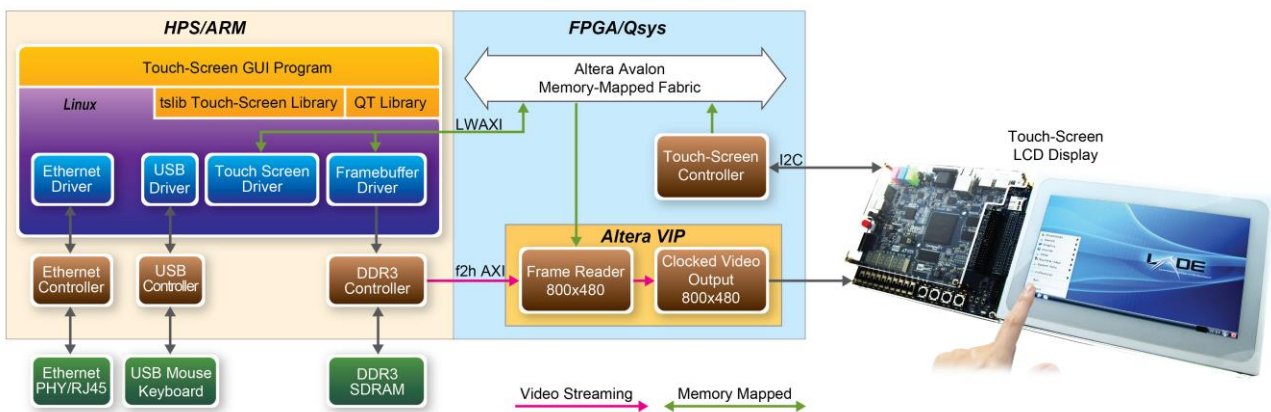 HPS/ARM
FPGA/Qsys
Touch-Screen GUI Program
Linux
tslib Touch-Screen Library
QT Library
Altera Avalon
Memory-Mapped Fabric
LWAXI
Ethernet
Driver
USB
Driver
Touch Screen
Driver
Framebuffer
Driver
Touch-Screen
Controller
I2C
Touch-Screen
LCD Display
Altera VIP
Ethernet
Controller
USB
Controller
DDR3
Controller
f2h AXI
Frame Reader
800x480
Clocked Video
Output
800x480
Ethernet
PHY/RJ45
USB Mouse
Keyboard
DDR3
SDRAM
Video Streaming
Memory Mapped